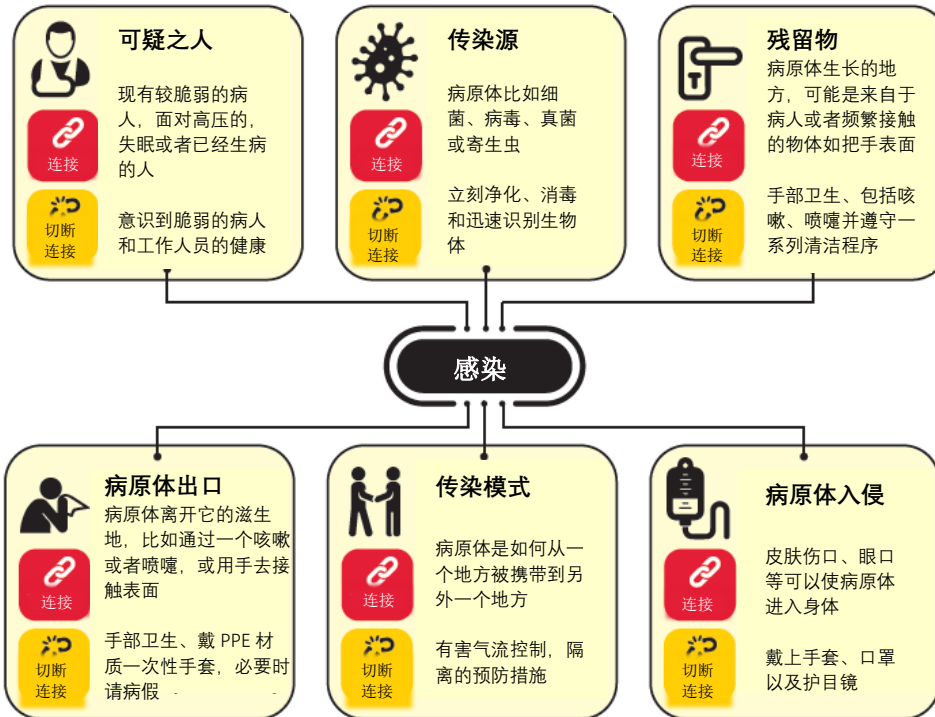 可疑之人
连接
现有较脆弱的病
人，面对高压的，
失眠或者已经生病
的人
切断
连接
意识到脆弱的病人
和工作人员的健康
传染源
连接
病原体比如细
菌、病毒、真菌
或寄生虫
切断
连接
立刻净化、消毒
和迅速识别生物
体
残留物
连接
病原体生长的地
方，可能是来自于
病人或者频繁接触
的物体如把手表面
切断
连接
手部卫生、包括咳
嗽、喷嚏并遵守一
系列清洁程序
感染
病原体出口
连接
病原体离开它的滋生
地，比如通过一个咳嗽
或者喷嚏，或用手去接
触表面
切断
连接
手部卫生、戴 PPE 材
质一次性手套，必要时
请病假
传染模式
连接
病原体是如何从一
个地方被携带到另
外一个地方
切断
连接
有害气流控制，隔
离的预防措施
病原体入侵
连接
皮肤伤口、眼口
等可以使病原体
进入身体
切断
连接
戴上手套、口罩
以及护目镜